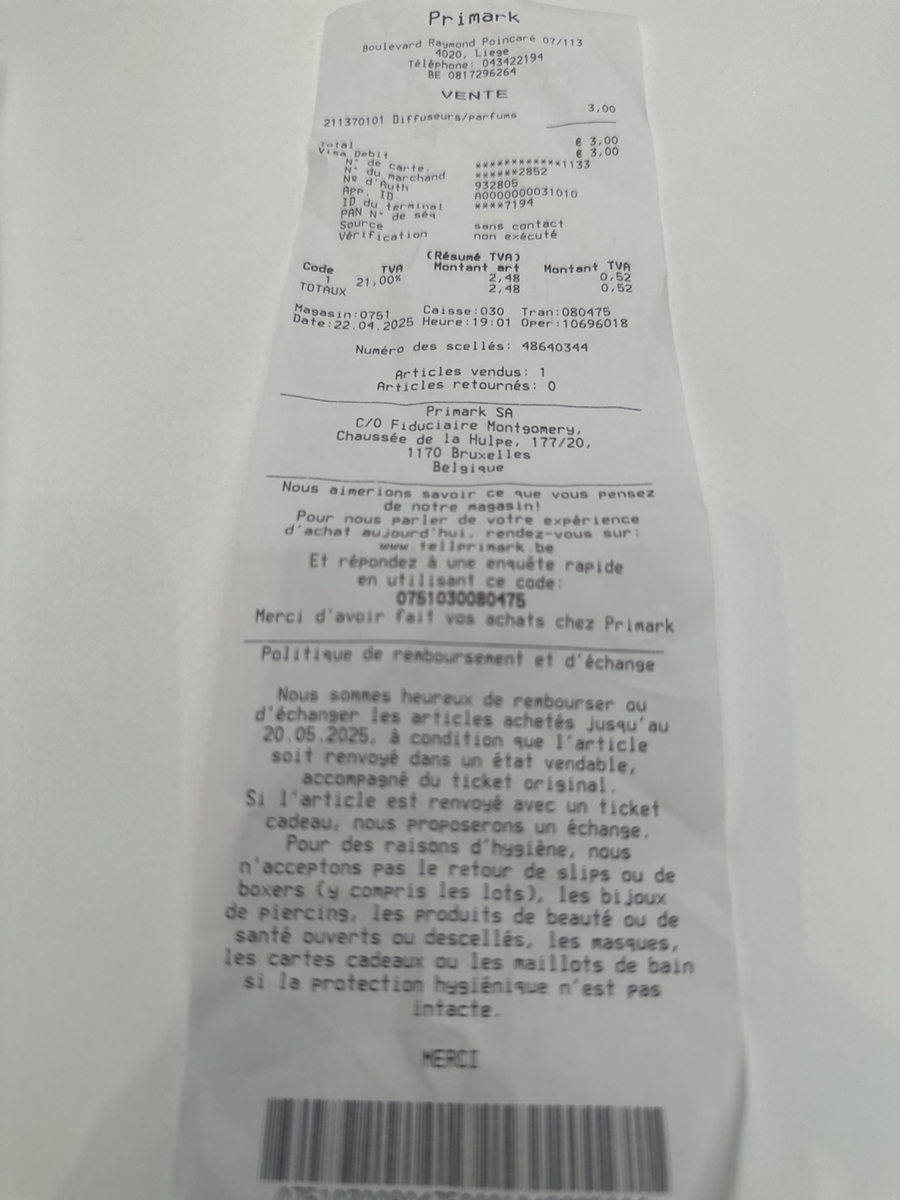 Primark
Boulevard Raymond Poincaré 07/113
4020, Liege
Téléphone: 043422194
BE 0817296264
VENTE
211370101 Diffuseurs/parfums 3,00
Total € 3,00
Visa Debit € 3,00
N° de carte. ************1133
N° du marchand ******2852
No d'Auth 932805
App. ID A0000000031010
ID du terminal ****7194
PAN N° de séq
Source sans contact
Vérification non exécuté
(Résumé TVA)
Code TVA Montant art Montant TVA
1 21,00% 2,48 0,52
TOTAUX 2,48 0,52
Magasin:0751 Caisse:030 Tran:080475
Date:22.04.2025 Heure:19:01 Oper:10696018
Numéro des scellés: 48640344
Articles vendus: 1
Articles retournés: 0
Primark SA
C/O Fiduciaire Montgomery,
Chaussée de la Hulpe, 177/20,
1170 Bruxelles
Belgique
Nous aimerions savoir ce que vous pensez
de notre magasin!
Pour nous parler de votre expérience
d'achat aujourd'hui, rendez-vous sur:
www.tellprimark.be
Et répondez à une enquête rapide
en utilisant ce code:
0751030080475
Merci d'avoir fait vos achats chez Primark
Politique de remboursement et d'échange
Nous sommes heureux de rembourser ou
d'échanger les articles achetés jusqu'au
20.05.2025, à condition que l'article
soit renvoyé dans un état vendable,
accompagné du ticket original.
Si l'article est renvoyé avec un ticket
cadeau, nous proposerons un échange.
Pour des raisons d'hygiène, nous
n'acceptons pas le retour de slips ou de
boxers (y compris les lots), les bijoux
de piercing, les produits de beauté ou de
santé ouverts ou descellés, les masques,
les cartes cadeaux ou les maillots de bain
si la protection hygiénique n'est pas
intacte.
MERCI